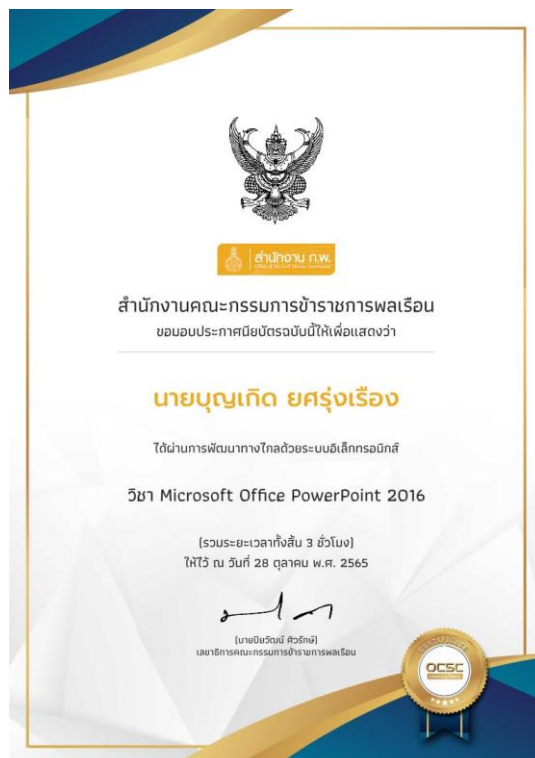 สำนักงาน ก.พ.
Office of the Civil Service Commission
สำนักงานคณะกรรมการข้าราชการพลเรือน
ขอมอบประกาศนียบัตรฉบับนี้ให้เพื่อแสดงว่า
นายบุญเกิด ยศรุ่งเรือง
ได้ผ่านการพัฒนาทางไกลด้วยระบบอิเล็กทรอนิกส์
วิชา Microsoft Office PowerPoint 2016
(รวมระยะเวลาทั้งสิ้น 3 ชั่วโมง)
ให้ไว้ ณ วันที่ 28 ตุลาคม พ.ศ. 2565
(นายปิยวัฒน์ ศิวรักษ์)
เลขาธิการคณะกรรมการข้าราชการพลเรือน
CERTIFICATE
OCSC
Learning Space